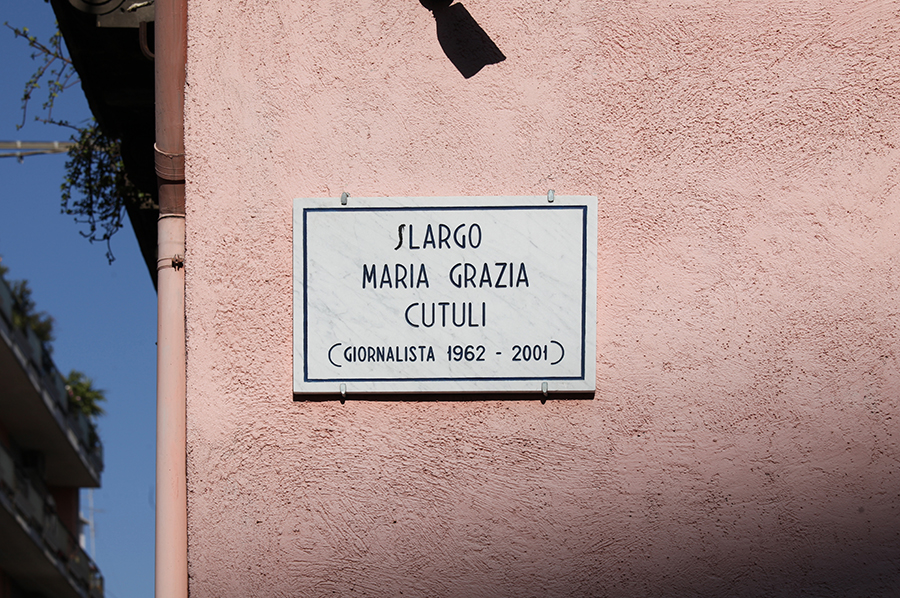 SLARGO
MARIA GRAZIA
CUTULI
(GIORNALISTA 1962 - 2001)